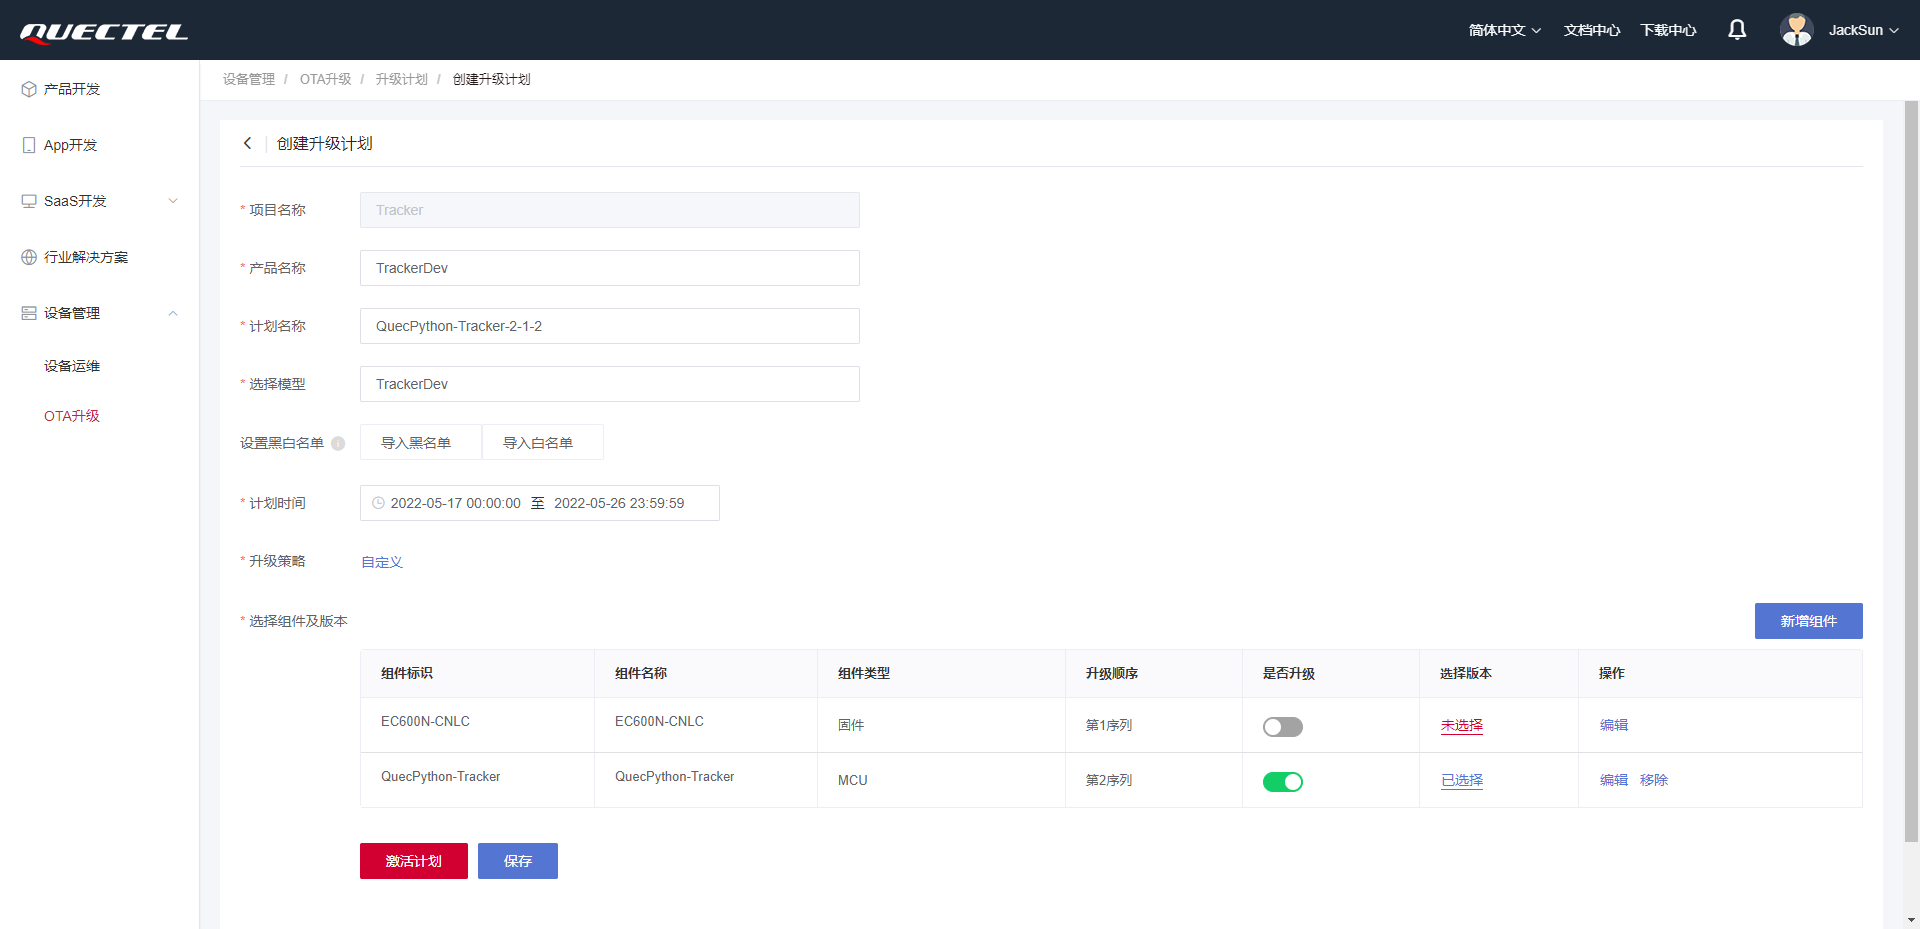 QUECTEL
简体中文 文档中心 下载中心 JackSun
产品开发
App开发
SaaS开发
行业解决方案
设备管理
设备运维
OTA升级
设备管理 / OTA升级 / 升级计划 / 创建升级计划
创建升级计划
* 项目名称 Tracker
* 产品名称 TrackerDev
* 计划名称 QuecPython-Tracker-2-1-2
* 选择模型 TrackerDev
设置黑白名单 导入黑名单 导入白名单
* 计划时间 2022-05-17 00:00:00 至 2022-05-26 23:59:59
* 升级策略 自定义
* 选择组件及版本 新增组件
组件标识 组件名称 组件类型 升级顺序 是否升级 选择版本 操作
EC600N-CNLC EC600N-CNLC 固件 第1序列 未选择 编辑
QuecPython-Tracker QuecPython-Tracker MCU 第2序列 已选择 编辑 移除
激活计划 保存